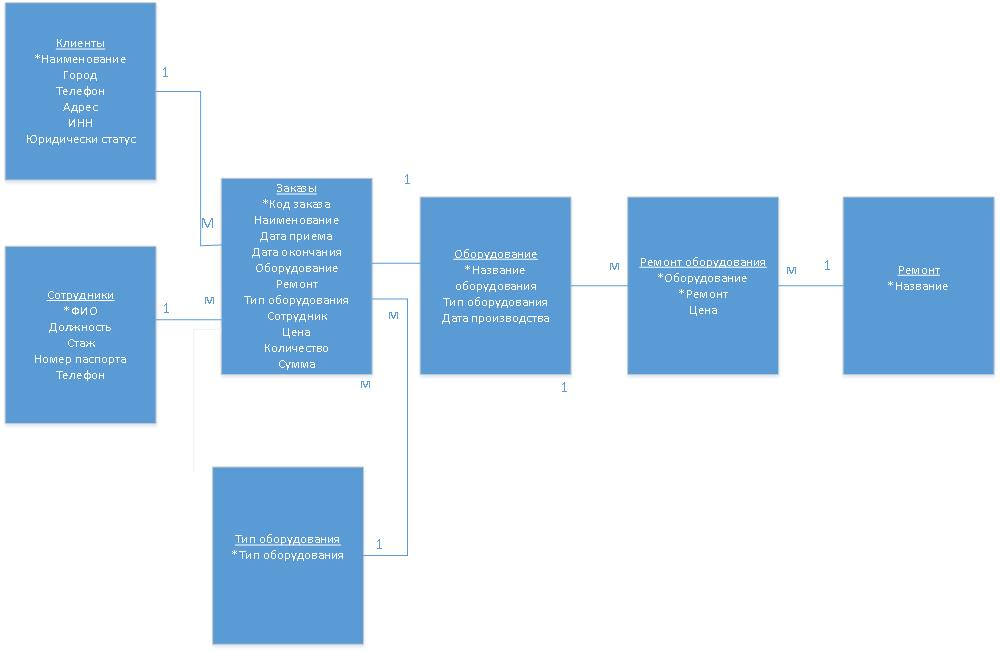 Клиенты
*Наименование
Город
Телефон
Адрес
ИНН
Юридически статус
1
М
Сотрудники
*ФИО
Должность
Стаж
Номер паспорта
Телефон
1
м
Заказы
*Код заказа
Наименование
Дата приема
Дата окончания
Оборудование
Ремонт
Тип оборудования
Сотрудник
Цена
Количество
Сумма
1
м
м
Тип оборудования
*Тип оборудования
1
Оборудование
*Название
оборудования
Тип оборудования
Дата производства
1
м
Ремонт оборудования
*Оборудование
*Ремонт
Цена
м
1
Ремонт
*Название